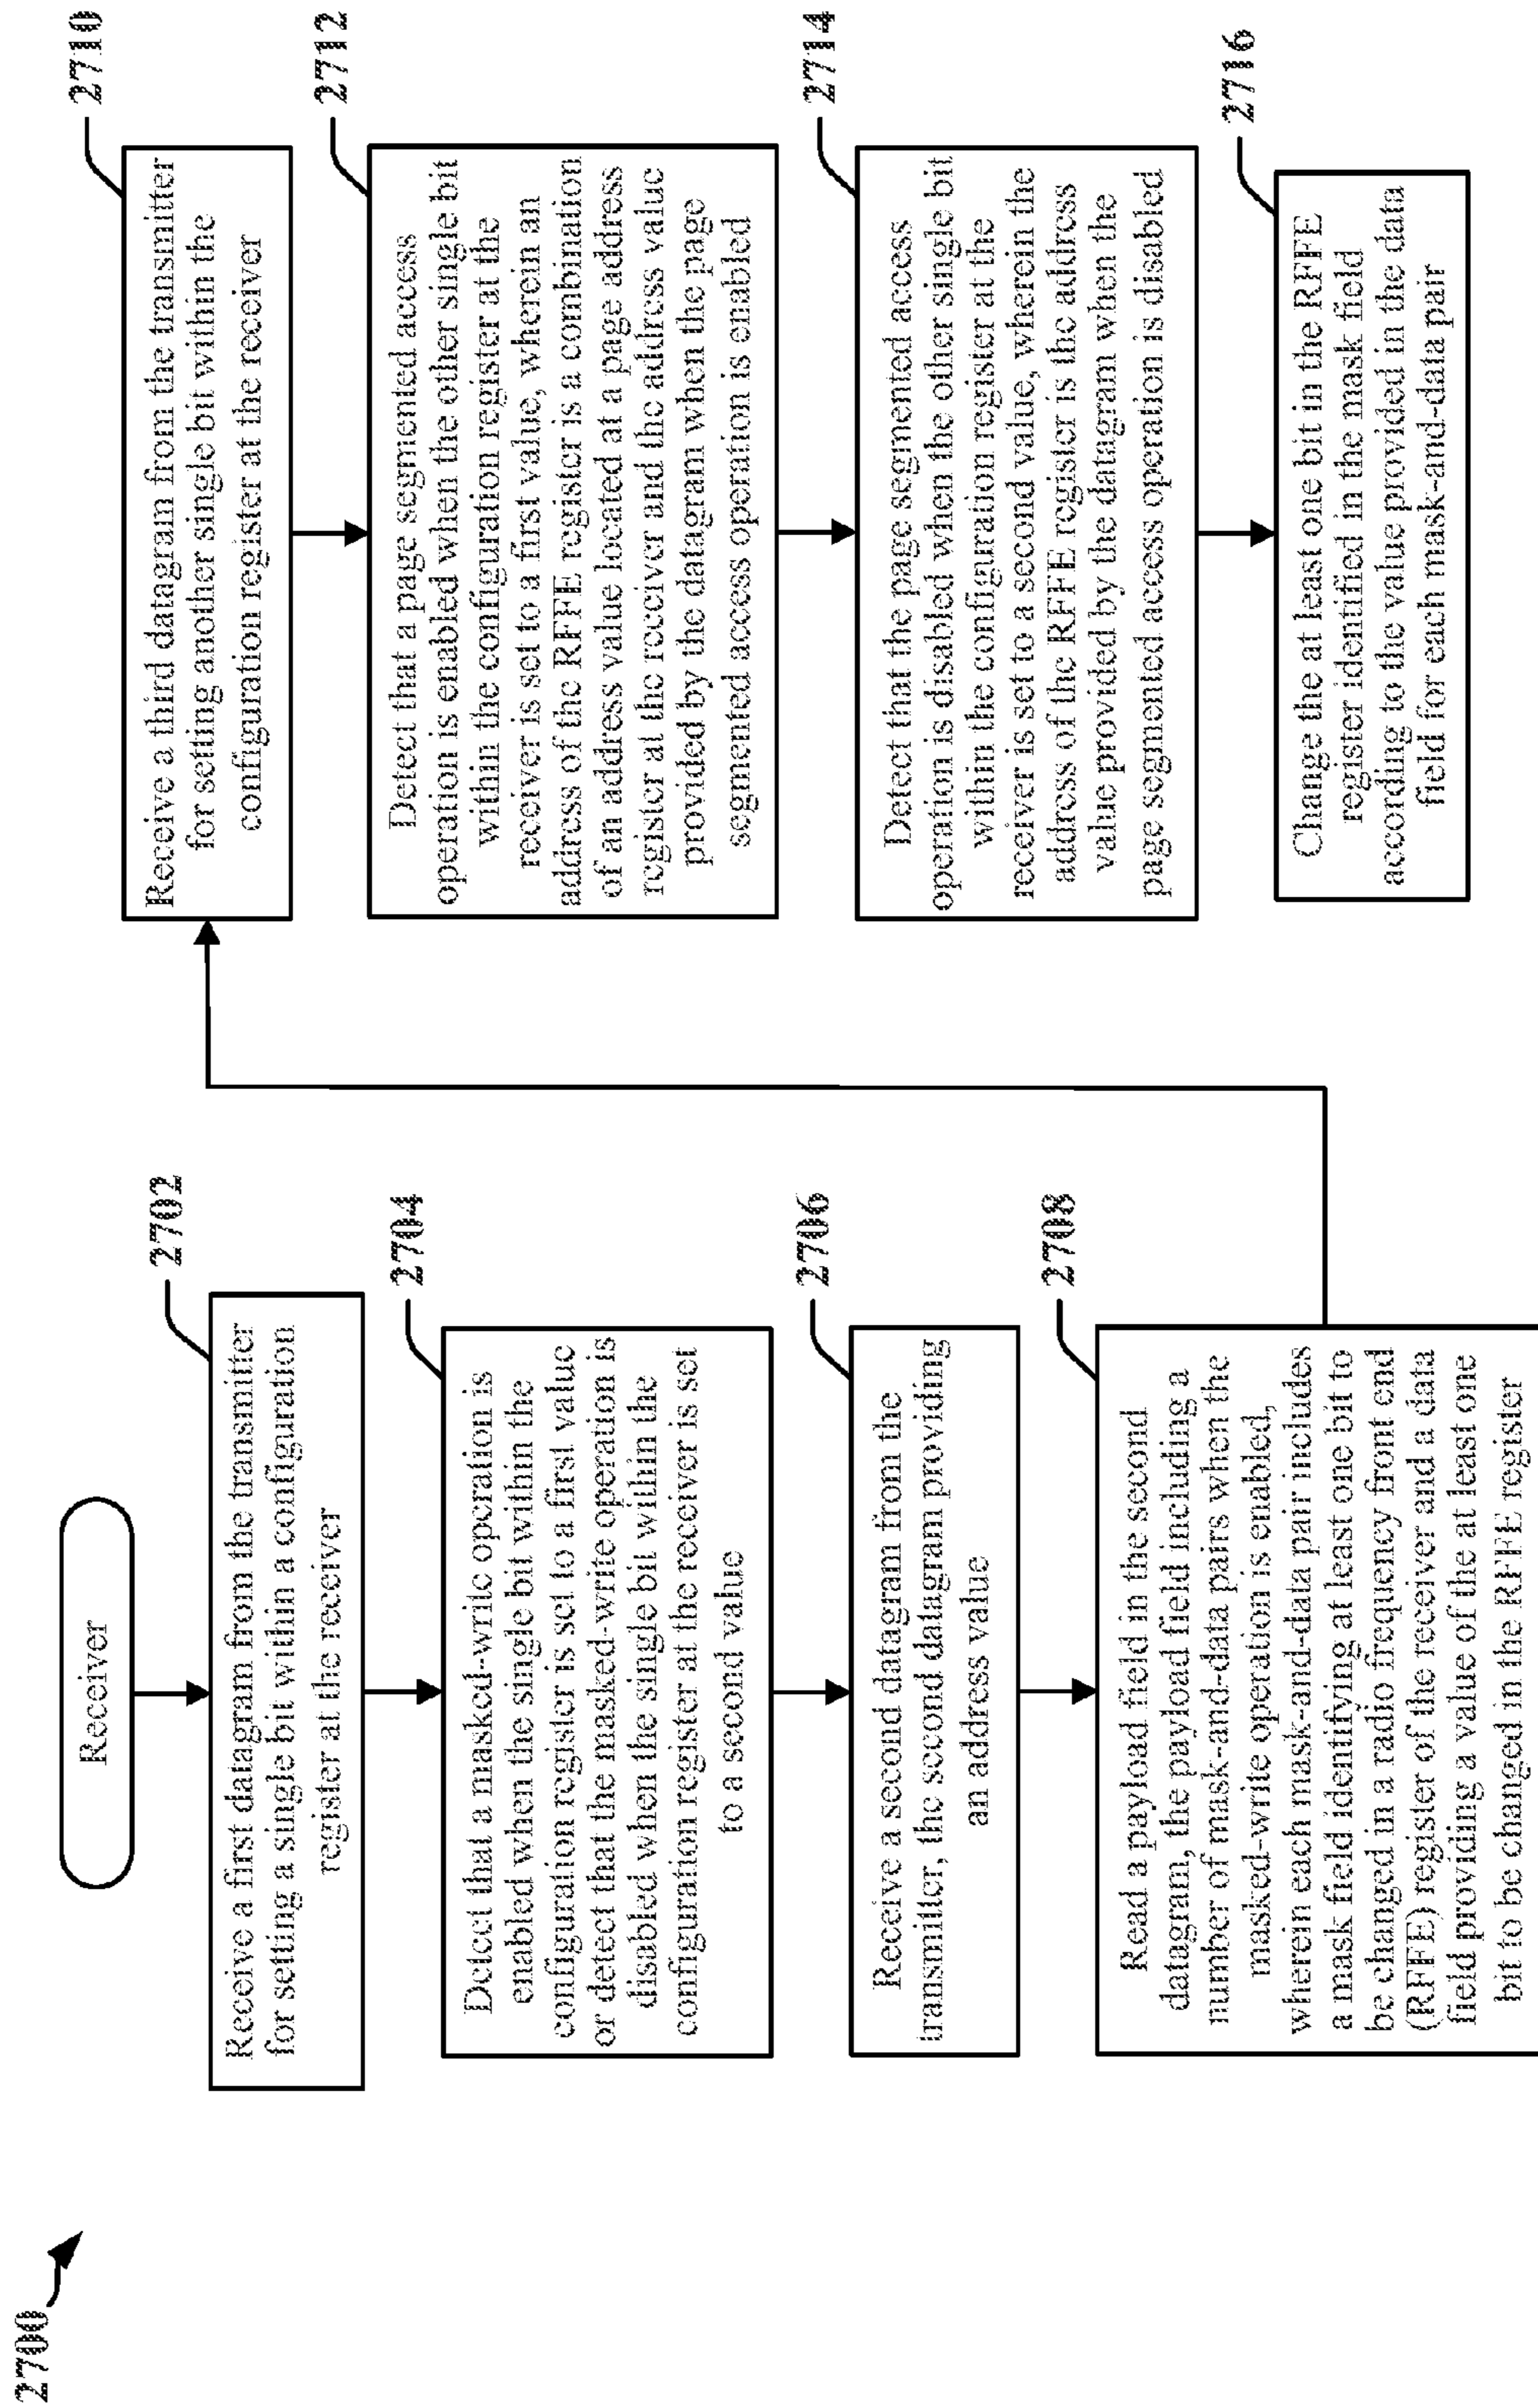 2700
Receiver
2702
Receive a first datagram from the transmitter
for setting a single bit within a configuration
register at the receiver
2704
Detect that a masked-write operation is
enabled when the single bit within the
configuration register is set to a first value
or detect that the masked-write operation is
disabled when the single bit within the
configuration register at the receiver is set
to a second value
2706
Receive a second datagram from the
transmitter, the second datagram providing
an address value
2708
Read a payload field in the second
datagram, the payload field including a
number of mask-and-data pairs when the
masked-write operation is enabled,
wherein each mask-and-data pair includes
a mask field identifying at least one bit to
be changed in a radio frequency front end
(RFFE) register of the receiver and a data
field providing a value of the at least one
bit to be changed in the RFFE register
2710
Receive a third datagram from the transmitter
for setting another single bit within the
configuration register at the receiver
2712
Detect that a page segmented access
operation is enabled when the other single bit
within the configuration register at the
receiver is set to a first value, wherein an
address of the RFFE register is a combination
of an address value located at a page address
register at the receiver and the address value
provided by the datagram when the page
segmented access operation is enabled
2714
Detect that the page segmented access
operation is disabled when the other single bit
within the configuration register at the
receiver is set to a second value, wherein the
address of the RFFE register is the address
value provided by the datagram when the
page segmented access operation is disabled
2716
Change the at least one bit in the RFFE
register identified in the mask field
according to the value provided in the data
field for each mask-and-data pair